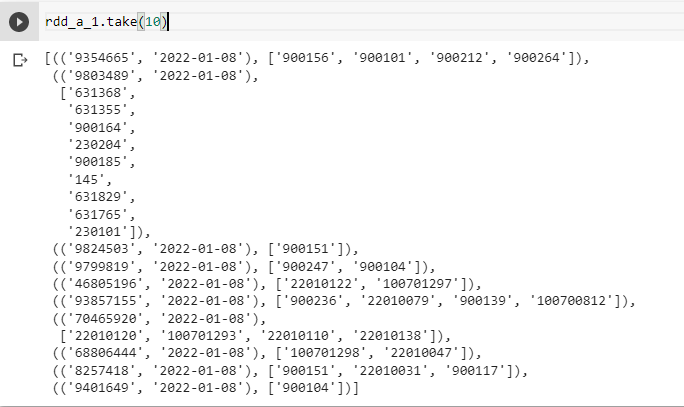 rdd_a_1.take(10)
[(('9354665', '2022-01-08'), ['900156', '900101', '900212', '900264']),
(('9803489', '2022-01-08'),
['631368',
'631355',
'900164',
'230204',
'900185',
'145',
'631829',
'631765',
'230101']),
(('9824503', '2022-01-08'), ['900151']),
(('9799819', '2022-01-08'), ['900247', '900104']),
(('46805196', '2022-01-08'), ['22010122', '100701297']),
(('93857155', '2022-01-08'), ['900236', '22010079', '900139', '100700812']),
(('70465920', '2022-01-08'),
['22010120', '100701293', '22010110', '22010138']),
(('68806444', '2022-01-08'), ['100701298', '22010047']),
(('8257418', '2022-01-08'), ['900151', '22010031', '900117']),
(('9401649', '2022-01-08'), ['900104'])]